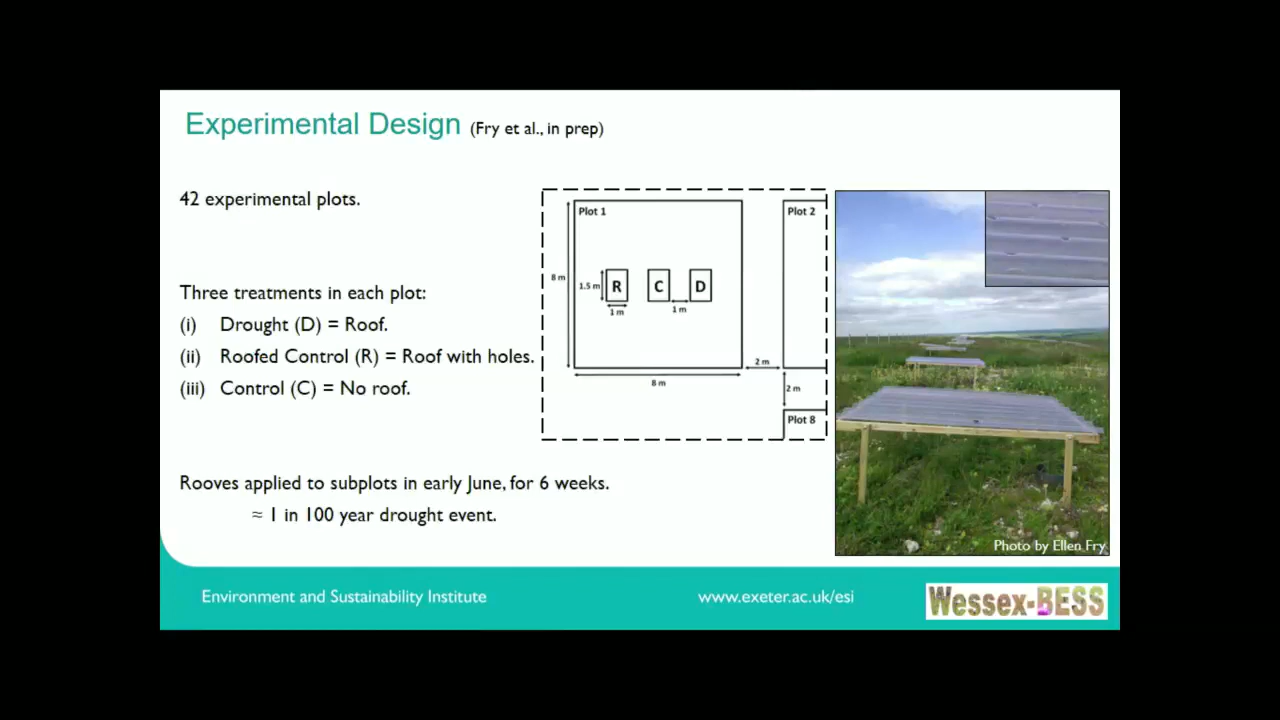 Experimental Design (Fry et al., in prep)
42 experimental plots.
Three treatments in each plot:
(i) Drought (D) = Roof.
(ii) Roofed Control (R) = Roof with holes.
(iii) Control (C) = No roof.
Rooves applied to subplots in early June, for 6 weeks.
≈ 1 in 100 year drought event.
Plot 1
Plot 2
8 m
1.5 m
R
C
D
1 m
1 m
2 m
8 m
2 m
Plot 8
Photo by Ellen Fry
Environment and Sustainability Institute
www.exeter.ac.uk/esi
Wessex-BESS